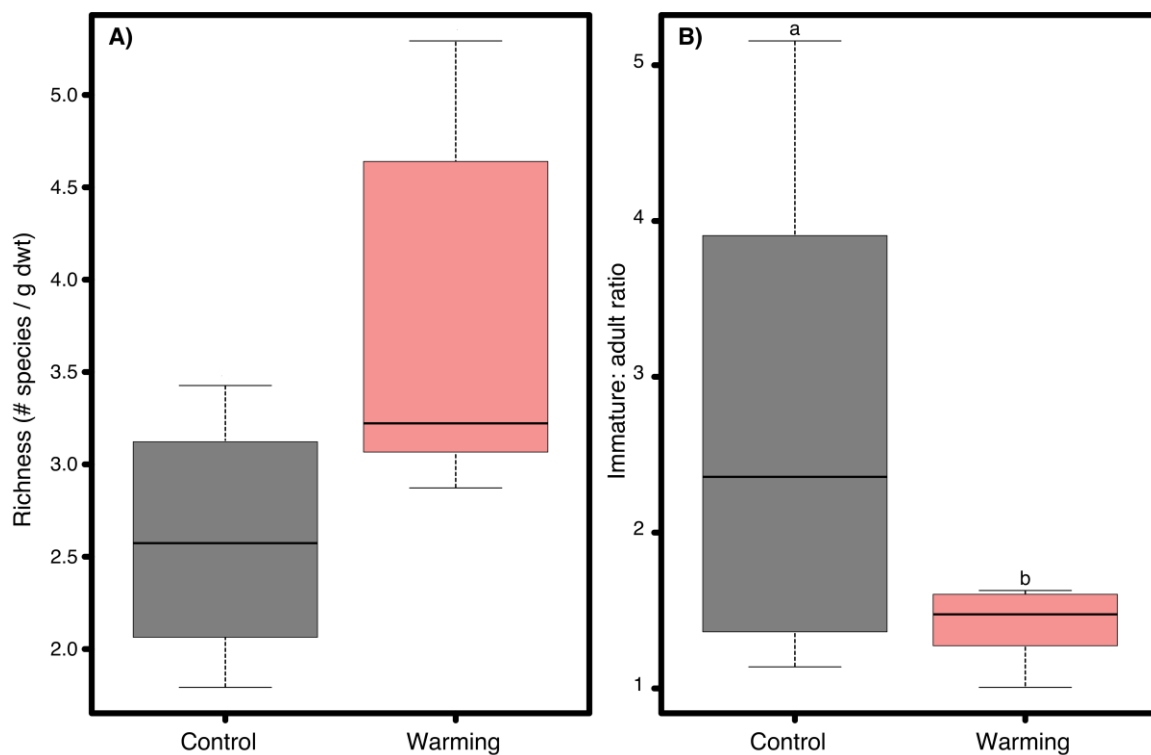 A)
Richness (# species / g dwt)
5.0
4.5
4.0
3.5
3.0
2.5
2.0
Control
Warming
B)
Immature: adult ratio
5
4
3
2
1
a
b
Control
Warming